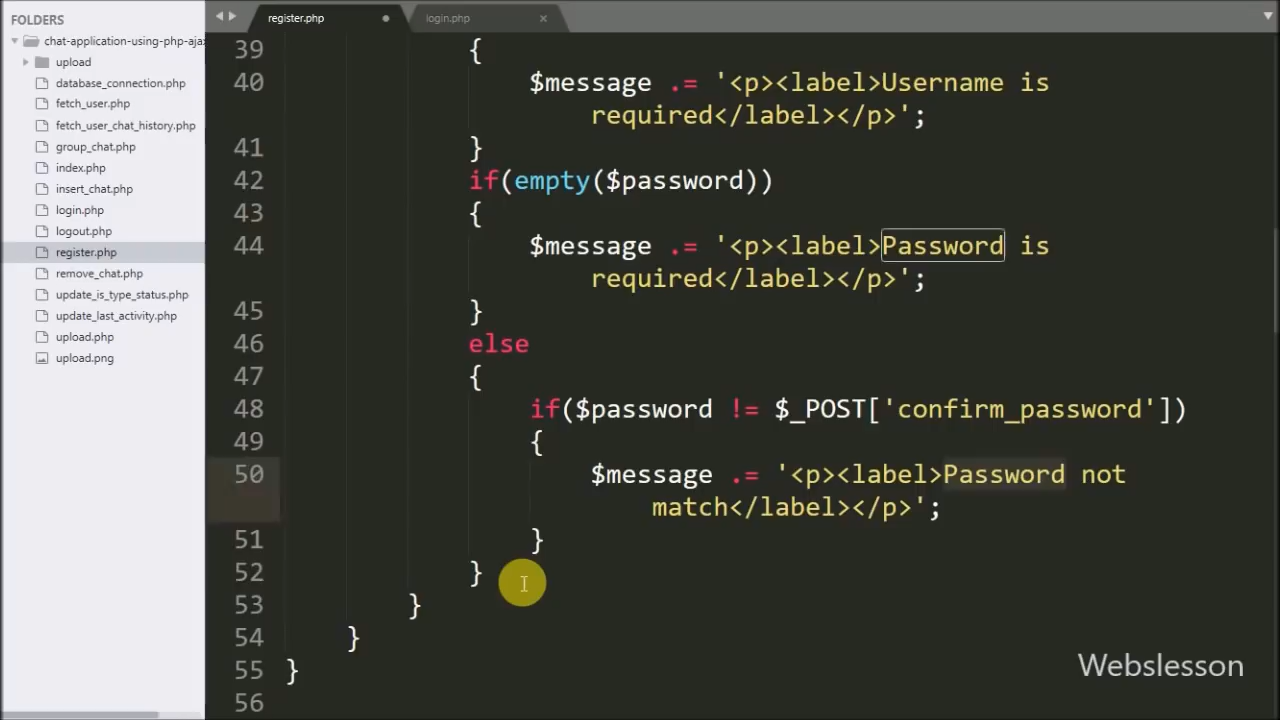 FOLDERS
chat-application-using-php-aja
upload
database_connection.php
fetch_user.php
fetch_user_chat_history.php
group_chat.php
index.php
insert_chat.php
login.php
logout.php
register.php
remove_chat.php
update_is_type_status.php
update_last_activity.php
upload.php
upload.png
register.php
login.php
39 {
40 $message .= '<p><label>Username is
required</label></p>';
41 }
42 if(empty($password))
43 {
44 $message .= '<p><label>Password is
required</label></p>';
45 }
46 else
47 {
48 if($password != $_POST['confirm_password'])
49 {
50 $message .= '<p><label>Password not
match</label></p>';
51 }
52 }
53 }
54 }
55 }
56
Webslesson